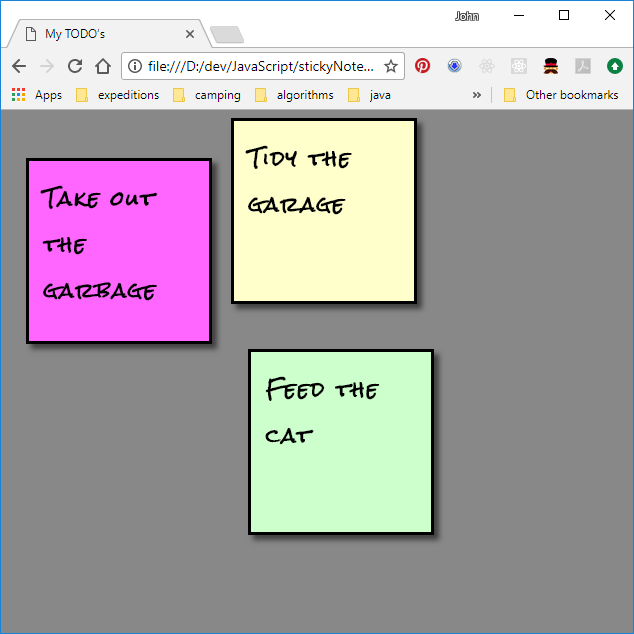 John
My TODO's
file:///D:/dev/JavaScript/stickyNote...
Apps expeditions camping algorithms java » Other bookmarks
Take out
the
garbage
Tidy the
garage
Feed the
cat